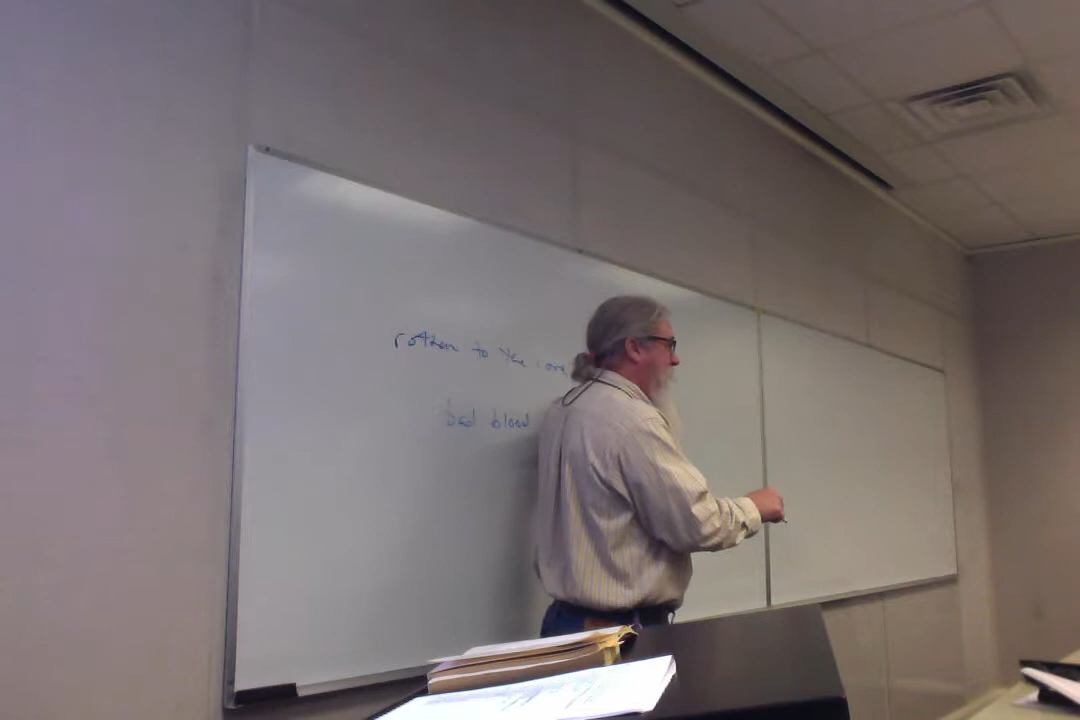 rotten to the core
bad blood